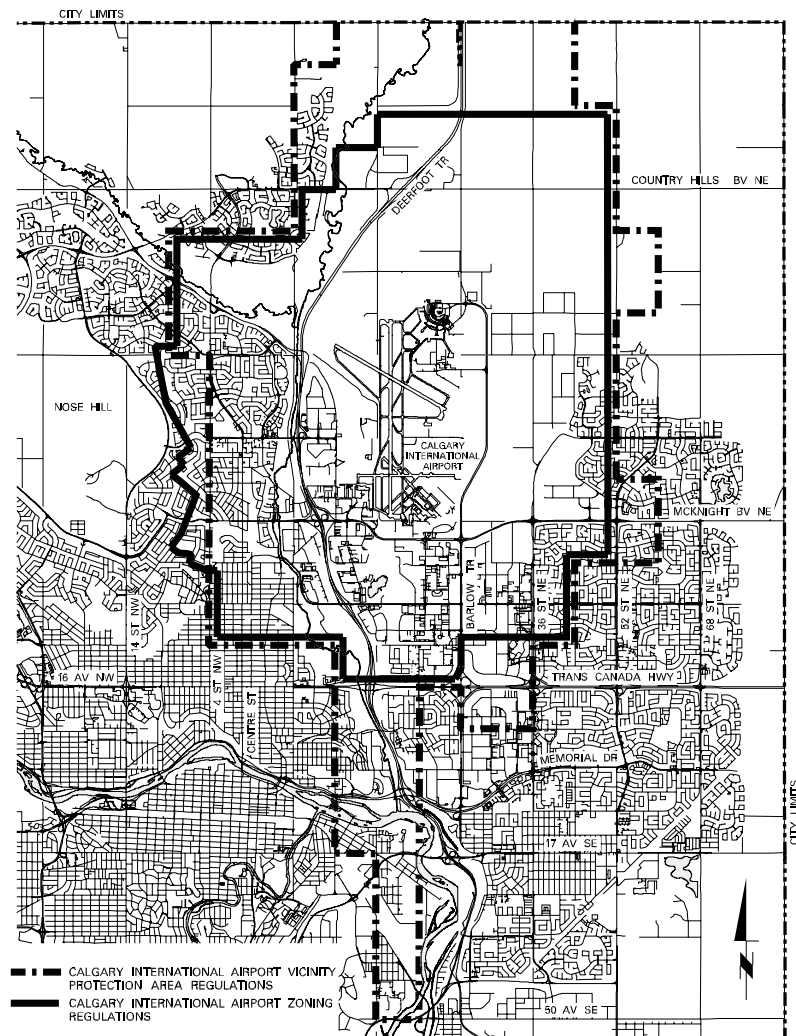 CITY LIMITS
DEERFOOT TR
COUNTRY HILLS BV NE
NOSE HILL
CALGARY
INTERNATIONAL
AIRPORT
MCKNIGHT BV NE
14 ST NW
BARLOW TR
36 ST NE
52 ST NE
68 ST NE
16 AV NW
4 ST NW
CENTRE ST
TRANS CANADA HWY
MEMORIAL DR
CITY LIMITS
17 AV SE
50 AV SE
CALGARY INTERNATIONAL AIRPORT VICINITY
PROTECTION AREA REGULATIONS
CALGARY INTERNATIONAL AIRPORT ZONING
REGULATIONS